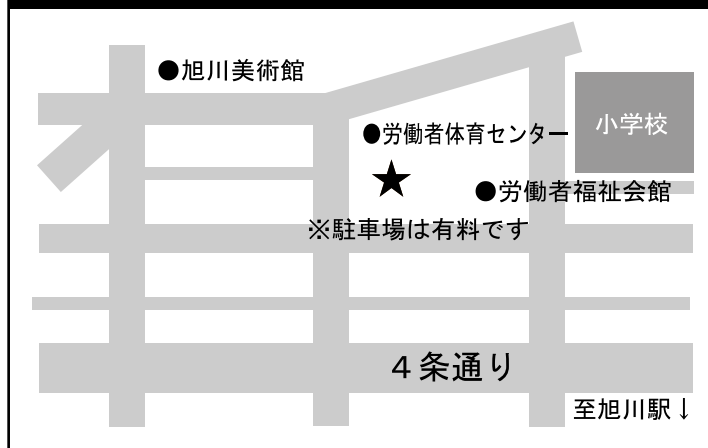 ●旭川美術館
●労働者体育センター
小学校
★
●労働者福祉会館
※駐車場は有料です
４条通り
至旭川駅↓